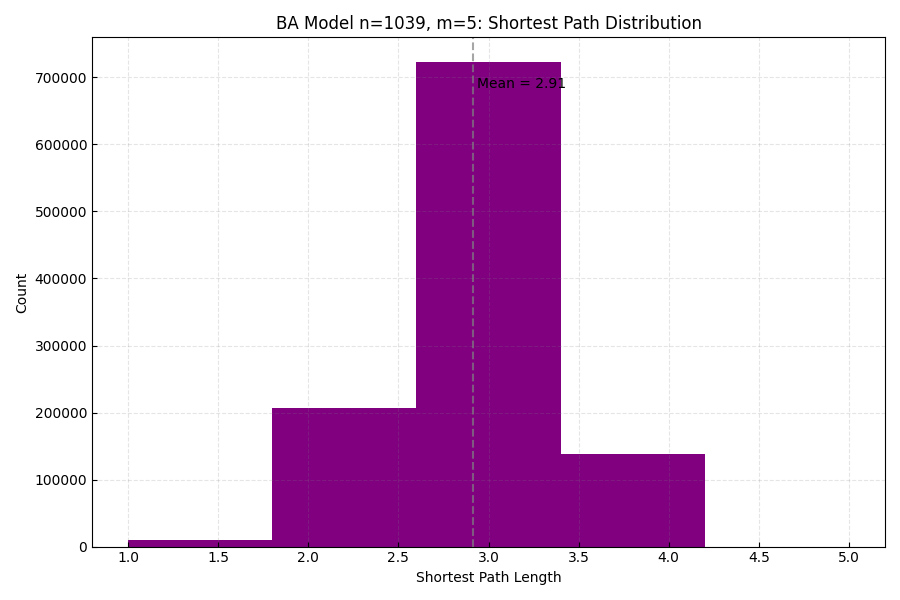 BA Model n=1039, m=5: Shortest Path Distribution
Count
700000
600000
500000
400000
300000
200000
100000
0
Mean = 2.91
1.0 1.5 2.0 2.5 3.0 3.5 4.0 4.5 5.0
Shortest Path Length